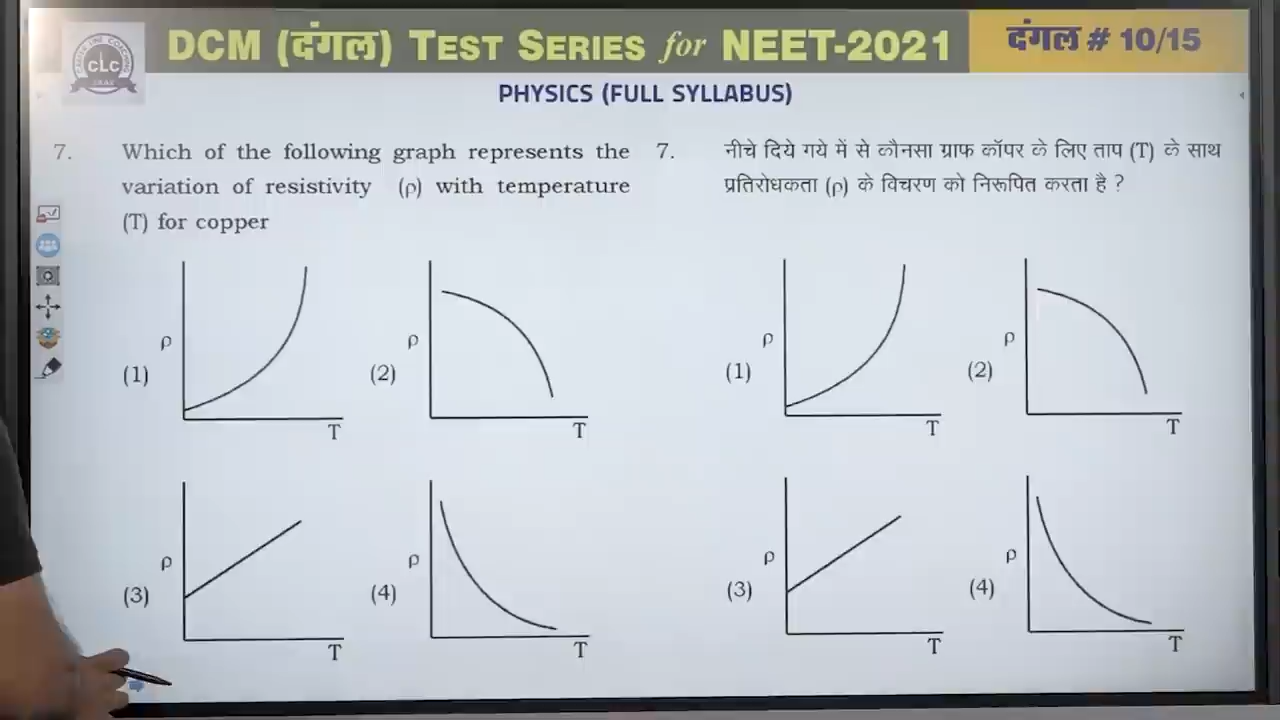 DCM (दंगल) TEST SERIES for NEET-2021
दंगल # 10/15
CLC
PHYSICS (FULL SYLLABUS)
7. Which of the following graph represents the
variation of resistivity (ρ) with temperature
(T) for copper
(1) ρ T
(2) ρ T
(3) ρ T
(4) ρ T
7. नीचे दिये गये में से कौनसा ग्राफ कॉपर के लिए ताप (T) के साथ
प्रतिरोधकता (ρ) के विचरण को निरूपित करता है ?
(1) ρ T
(2) ρ T
(3) ρ T
(4) ρ T